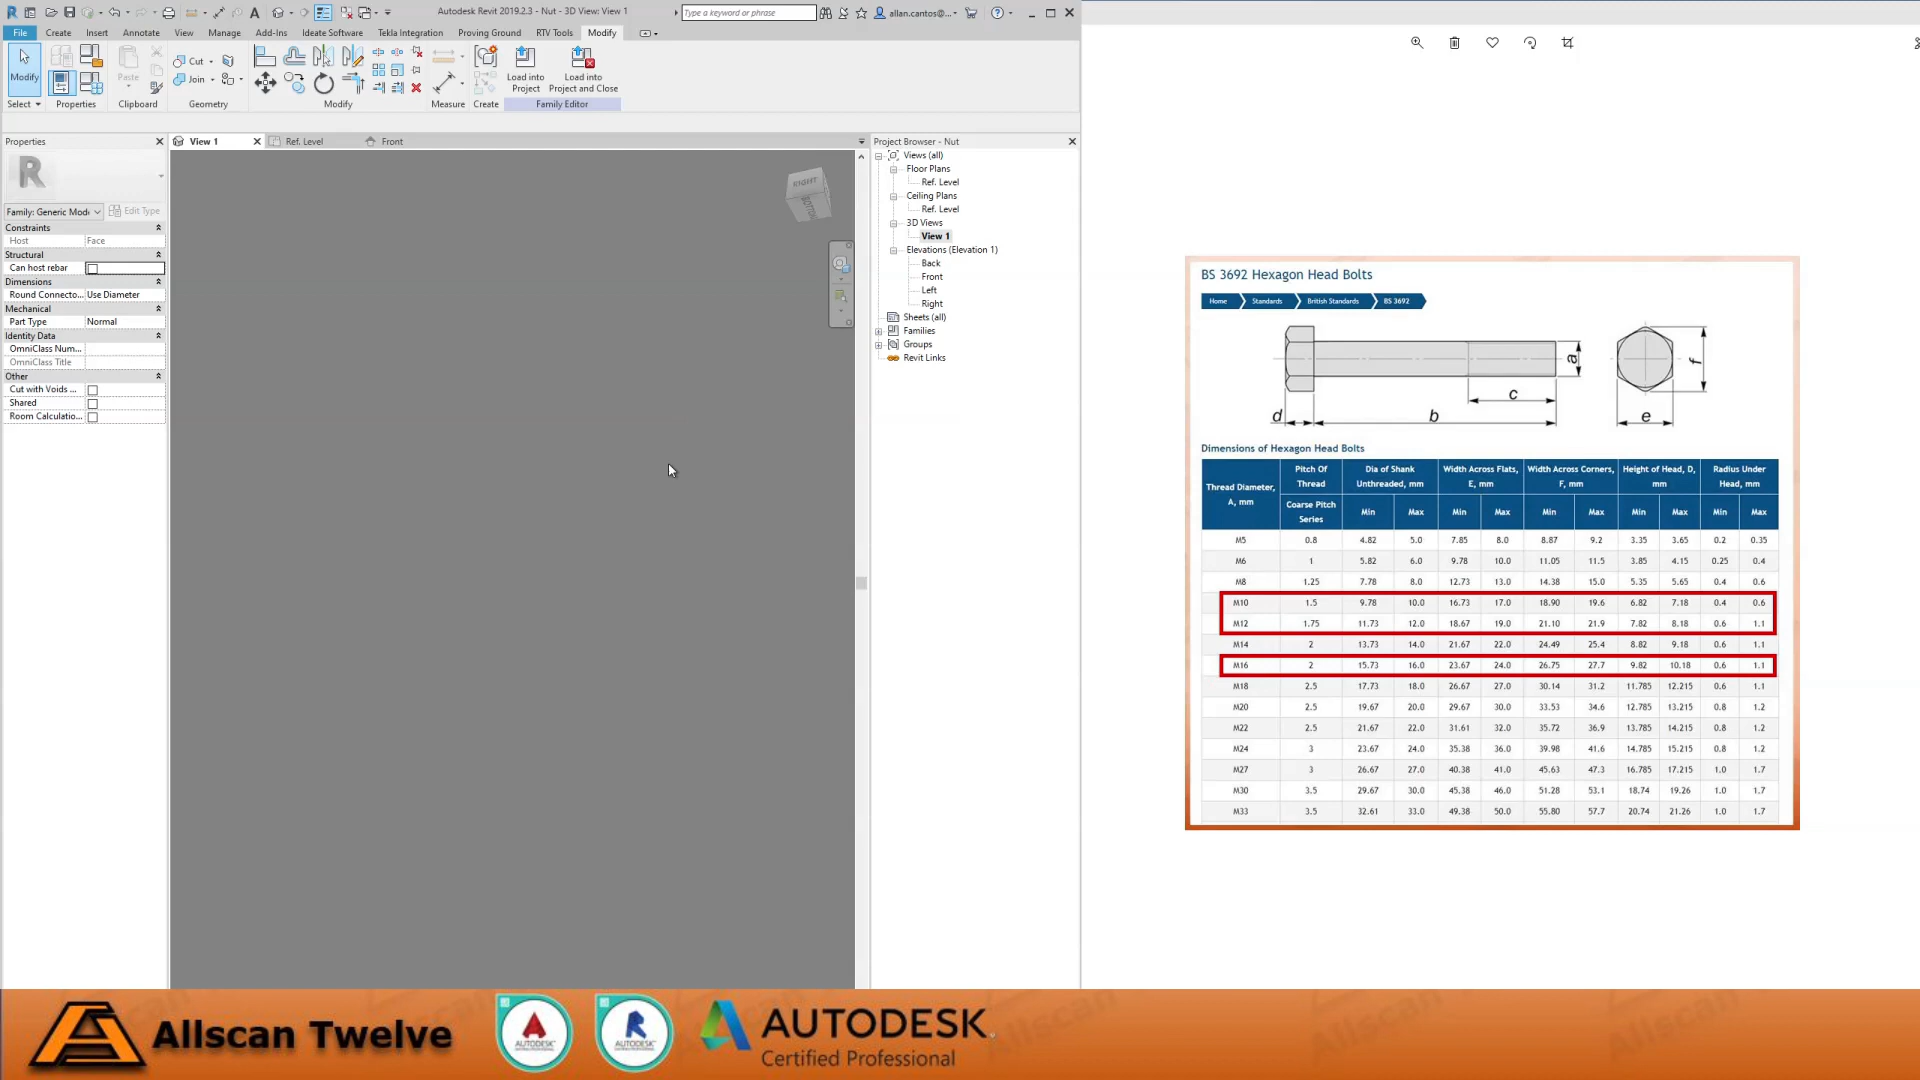 Autodesk Revit 2019.2.3 - Nut - 3D View: View 1
Type a keyword or phrase
allan.cantos@...
File Create Insert Annotate View Manage Add-Ins Ideate Software Tekla Integration Proving Ground RTV Tools Modify
Modify
Paste
Cut
Join
Load into
Project
Load into
Project and Close
Select Properties Clipboard Geometry Modify Measure Create Family Editor
Properties
View 1
Ref. Level
Front
Project Browser - Nut
Family: Generic Mode
Edit Type
Constraints
Host Face
Structural
Can host rebar
Dimensions
Round Connecto... Use Diameter
Mechanical
Part Type Normal
Identity Data
OmniClass Num...
OmniClass Title
Other
Cut with Voids ...
Shared
Room Calculatio...
RIGHT
BOTTOM
Views (all)
Floor Plans
Ref. Level
Ceiling Plans
Ref. Level
3D Views
View 1
Elevations (Elevation 1)
Back
Front
Left
Right
Sheets (all)
Families
Groups
Revit Links
BS 3692 Hexagon Head Bolts
Home Standards British Standards BS 3692
a
f
c
d
b
e
Dimensions of Hexagon Head Bolts
Thread Diameter, A, mm Pitch Of Thread Dia of Shank Unthreaded, mm Width Across Flats, E, mm Width Across Corners, F, mm Height of Head, D, mm Radius Under Head, mm
Coarse Pitch Series Min Max Min Max Min Max Min Max Min Max
M5 0.8 4.82 5.0 7.85 8.0 8.87 9.2 3.35 3.65 0.2 0.35
M6 1 5.82 6.0 9.78 10.0 11.05 11.5 3.85 4.15 0.25 0.4
M8 1.25 7.78 8.0 12.73 13.0 14.38 15.0 5.35 5.65 0.4 0.6
M10 1.5 9.78 10.0 16.73 17.0 18.90 19.6 6.82 7.18 0.4 0.6
M12 1.75 11.73 12.0 18.67 19.0 21.10 21.9 7.82 8.18 0.6 1.1
M14 2 13.73 14.0 21.67 22.0 24.49 25.4 8.82 9.18 0.6 1.1
M16 2 15.73 16.0 23.67 24.0 26.75 27.7 9.82 10.18 0.6 1.1
M18 2.5 17.73 18.0 26.67 27.0 30.14 31.2 11.785 12.215 0.6 1.1
M20 2.5 19.67 20.0 29.67 30.0 33.53 34.6 12.785 13.215 0.8 1.2
M22 2.5 21.67 22.0 31.61 32.0 35.72 36.9 13.785 14.215 0.8 1.2
M24 3 23.67 24.0 35.38 36.0 39.98 41.6 14.785 15.215 0.8 1.2
M27 3 26.67 27.0 40.38 41.0 45.63 47.3 16.785 17.215 1.0 1.7
M30 3.5 29.67 30.0 45.38 46.0 51.28 53.1 18.74 19.26 1.0 1.7
M33 3.5 32.61 33.0 49.38 50.0 55.80 57.7 20.74 21.26 1.0 1.7
Allscan Twelve
AUTODESK
AUTODESK
AUTODESK
Certified Professional